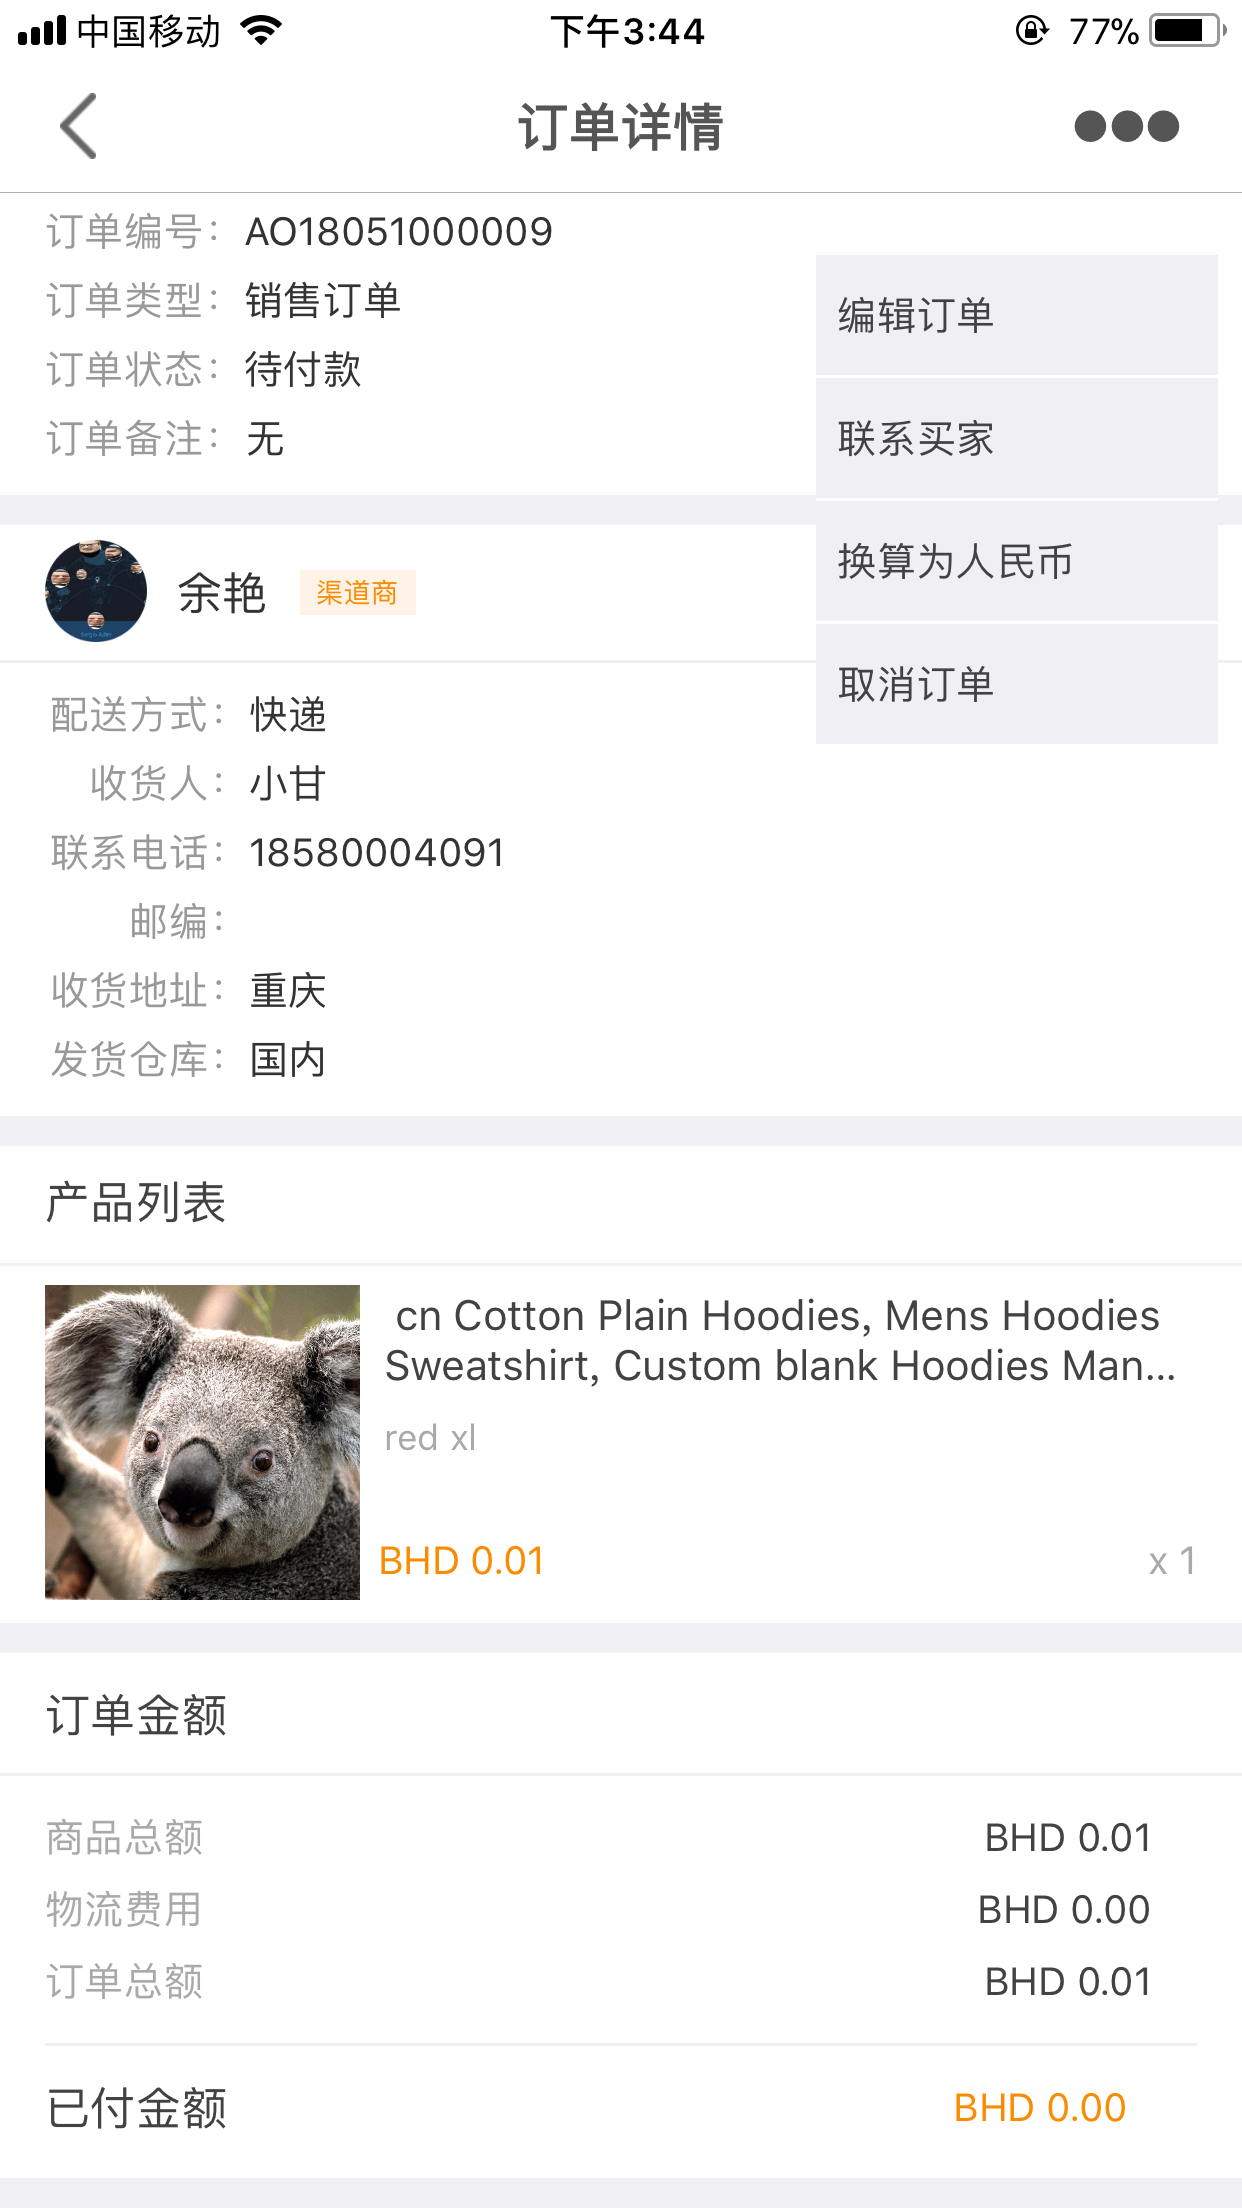 中国移动
下午3:44
77%
订单详情
订单编号: AO18051000009
订单类型: 销售订单
订单状态: 待付款
订单备注: 无
编辑订单
联系买家
换算为人民币
取消订单
余艳
渠道商
配送方式: 快递
收货人: 小甘
联系电话: 18580004091
邮编:
收货地址: 重庆
发货仓库: 国内
产品列表
cn Cotton Plain Hoodies, Mens Hoodies
Sweatshirt, Custom blank Hoodies Man...
red xl
BHD 0.01
x 1
订单金额
商品总额 BHD 0.01
物流费用 BHD 0.00
订单总额 BHD 0.01
已付金额 BHD 0.00